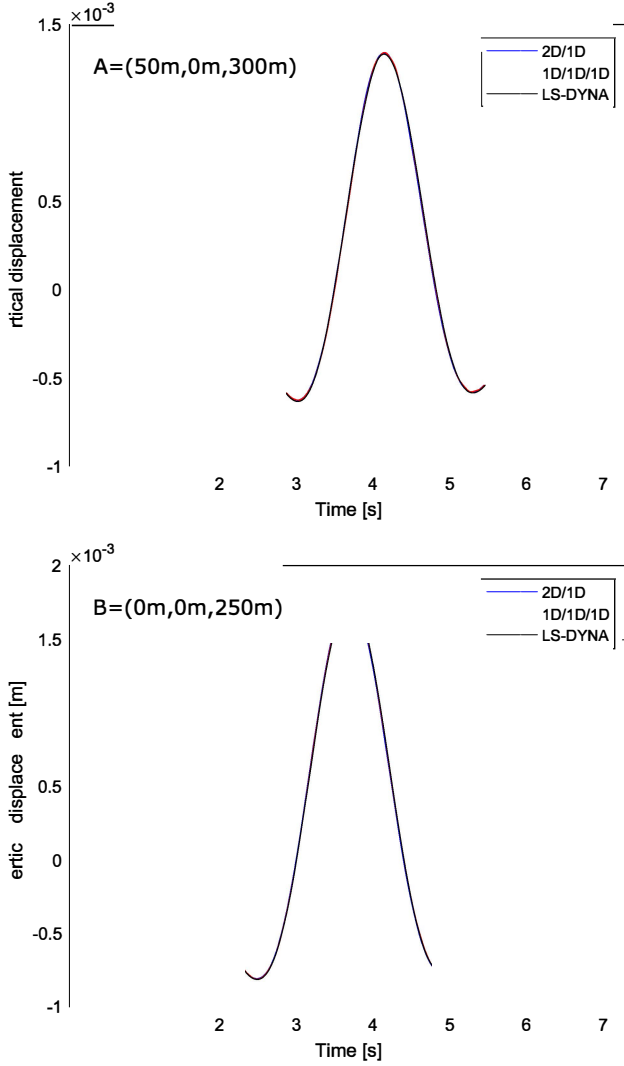 ×10⁻³
1.5
A=(50m,0m,300m)
2D/1D
1D/1D/1D
LS-DYNA
0.5
0
-0.5
-1
rtical displacement
2 3 4 5 6 7
Time [s]
×10⁻³
2
B=(0m,0m,250m)
2D/1D
1D/1D/1D
LS-DYNA
1.5
0.5
0
-0.5
-1
ertic displace ent [m]
2 3 4 5 6 7
Time [s]